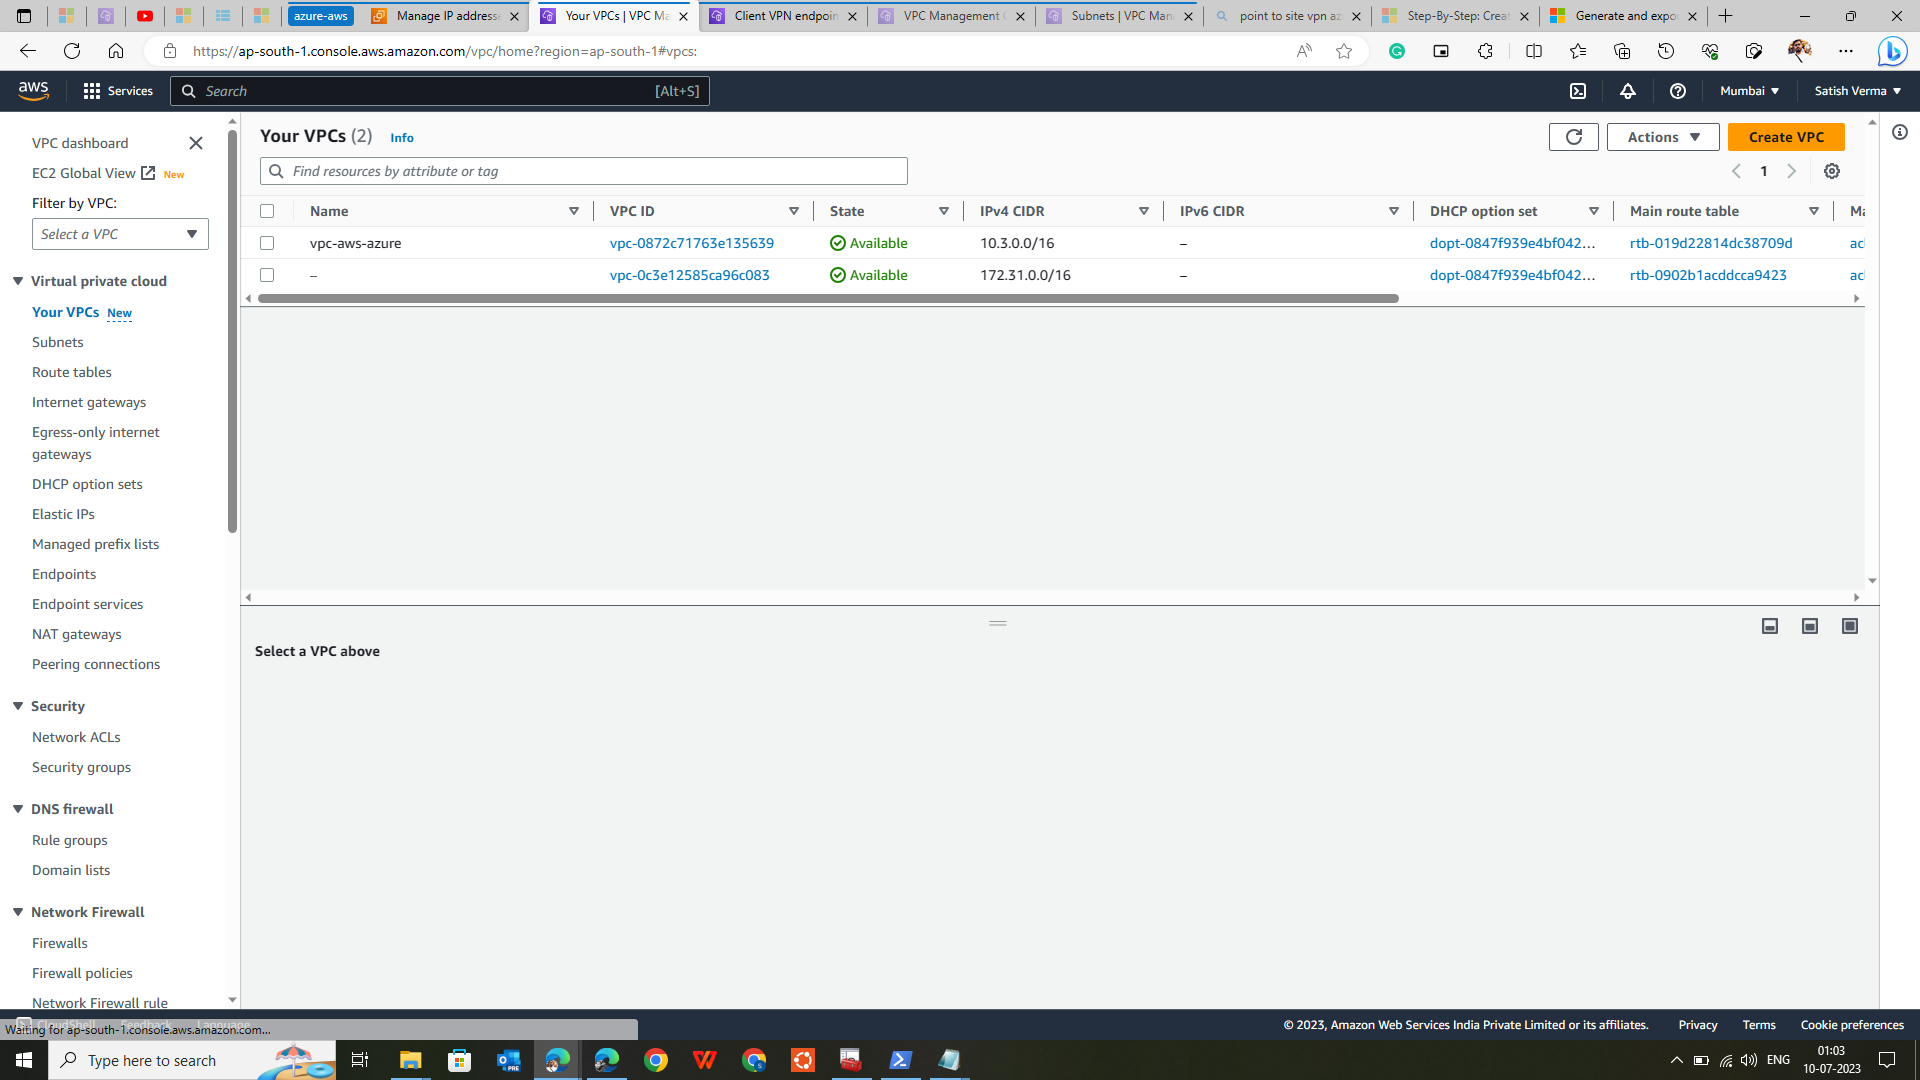 azure-aws
Manage IP addresse
Your VPCs | VPC Ma
Client VPN endpoin
VPC Management C
Subnets | VPC Man
point to site vpn az
Step-By-Step: Creat
Generate and expo
https://ap-south-1.console.aws.amazon.com/vpc/home?region=ap-south-1#vpcs:
aws
Services
Search
[Alt+S]
Mumbai
Satish Verma
VPC dashboard
EC2 Global View
New
Filter by VPC:
Select a VPC
Virtual private cloud
Your VPCs New
Subnets
Route tables
Internet gateways
Egress-only internet
gateways
DHCP option sets
Elastic IPs
Managed prefix lists
Endpoints
Endpoint services
NAT gateways
Peering connections
Security
Network ACLs
Security groups
DNS firewall
Rule groups
Domain lists
Network Firewall
Firewalls
Firewall policies
Network Firewall rule
Your VPCs (2) Info
Actions
Create VPC
Find resources by attribute or tag
1
Name VPC ID State IPv4 CIDR IPv6 CIDR DHCP option set Main route table Ma
vpc-aws-azure vpc-0872c71763e135639 Available 10.3.0.0/16 – dopt-0847f939e4bf042... rtb-019d22814dc38709d acl
– vpc-0c3e12585ca96c083 Available 172.31.0.0/16 – dopt-0847f939e4bf042... rtb-0902b1acddcca9423 acl
Select a VPC above
CloudShell Feedback Language
Waiting for ap-south-1.console.aws.amazon.com...
© 2023, Amazon Web Services India Private Limited or its affiliates. Privacy Terms Cookie preferences
Type here to search
PRE
ENG
01:03
10-07-2023